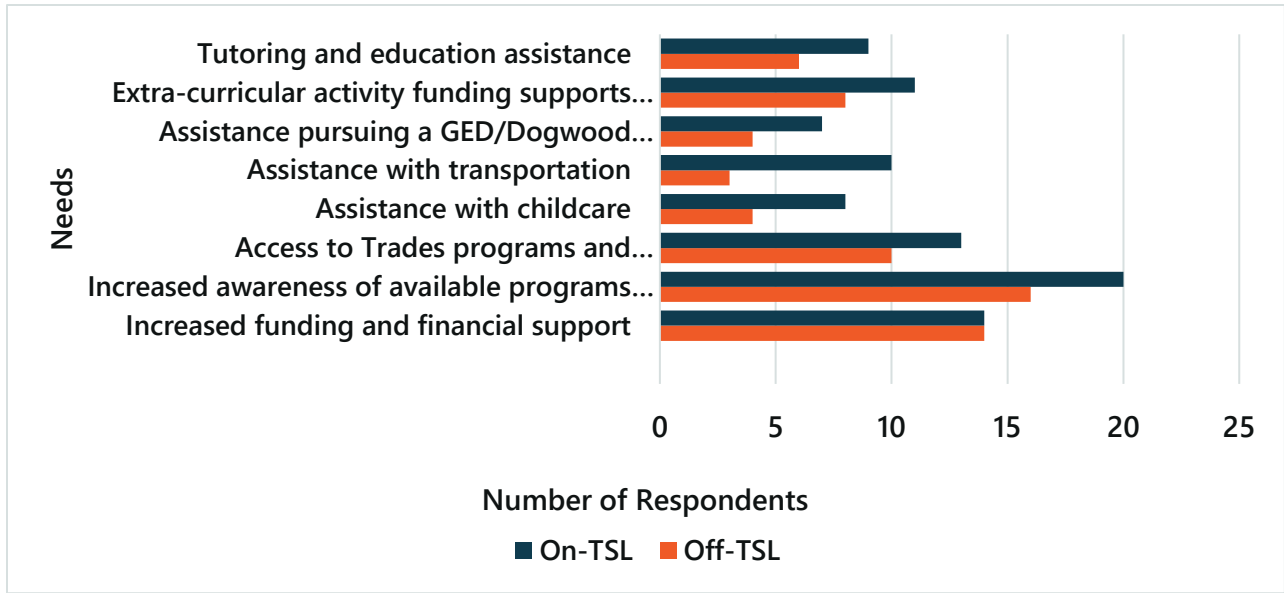 Needs
Tutoring and education assistance
Extra-curricular activity funding supports...
Assistance pursuing a GED/Dogwood...
Assistance with transportation
Assistance with childcare
Access to Trades programs and...
Increased awareness of available programs...
Increased funding and financial support
0 5 10 15 20 25
Number of Respondents
On-TSL Off-TSL